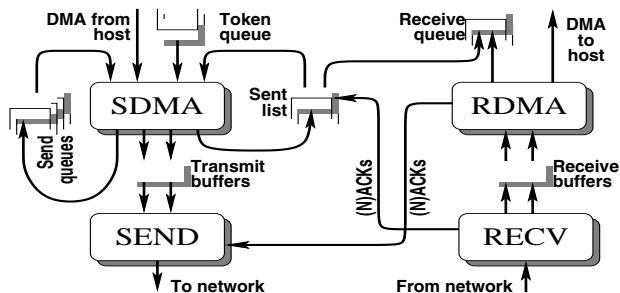 DMA from
host
Token
queue
Receive
queue
DMA
to
host
SDMA
Sent
list
RDMA
Send
queues
Transmit
buffers
(N)ACKs
(N)ACKs
Receive
buffers
SEND
RECV
To network
From network